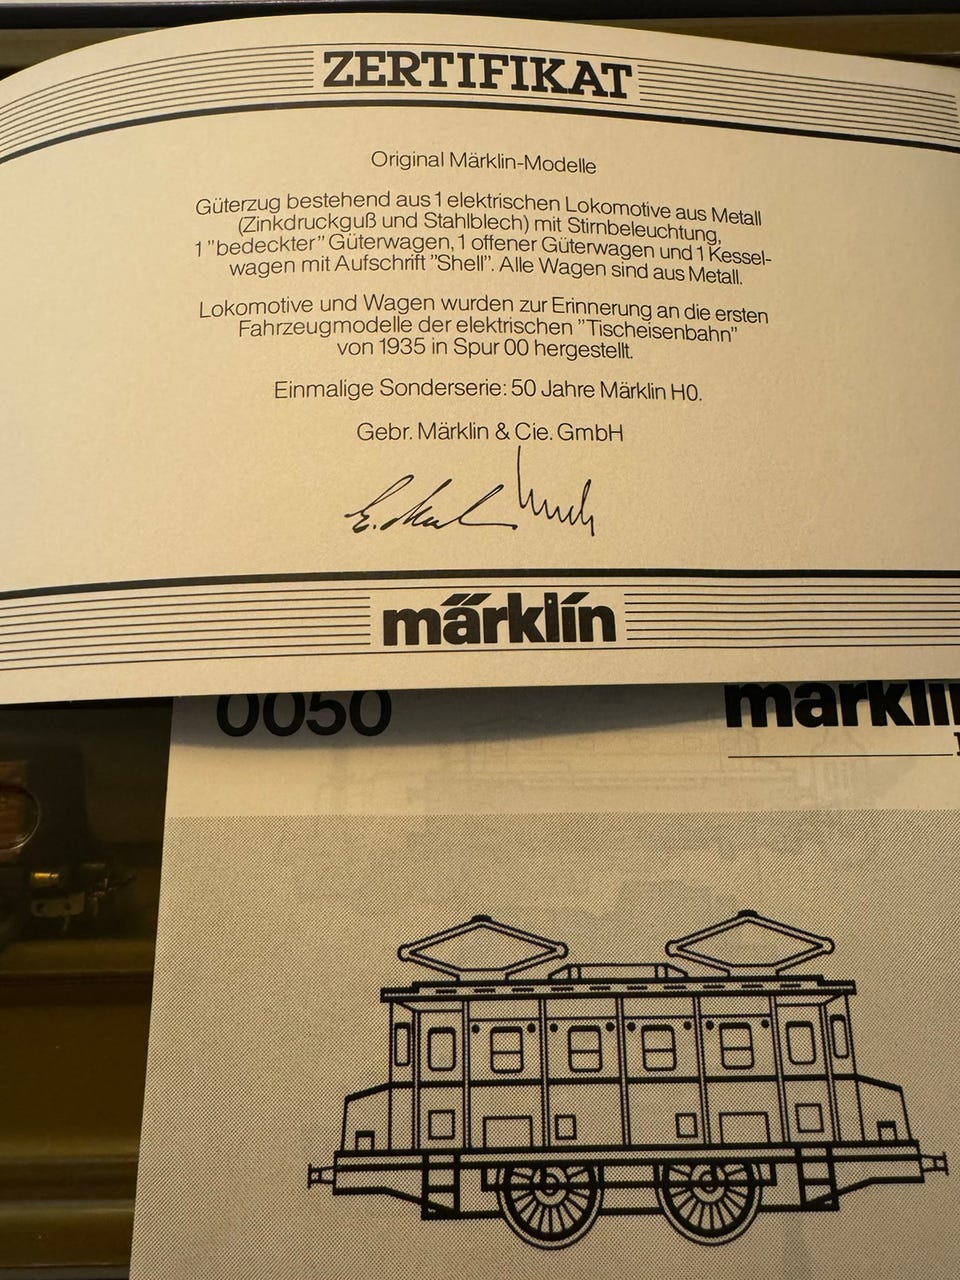 ZERTIFIKAT
Original Märklin-Modelle
Güterzug bestehend aus 1 elektrischen Lokomotive aus Metall
(Zinkdruckguß und Stahlblech) mit Stirnbeleuchtung,
1 "bedeckter" Güterwagen, 1 offener Güterwagen und 1 Kessel-
wagen mit Aufschrift "Shell". Alle Wagen sind aus Metall.
Lokomotive und Wagen wurden zur Erinnerung an die ersten
Fahrzeugmodelle der elektrischen "Tischeisenbahn"
von 1935 in Spur 00 hergestellt.
Einmalige Sonderserie: 50 Jahre Märklin H0.
Gebr. Märklin & Cie. GmbH
märklin
0050
märklin